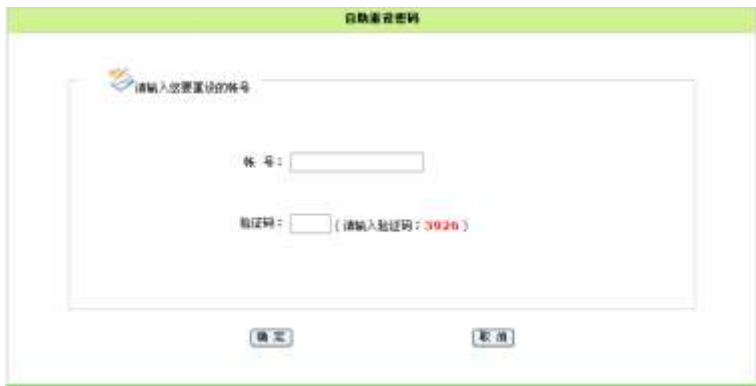 自助重设密码
请输入您要重设的帐号
帐 号：
验证码：（请输入验证码：3926）
确 定 取 消